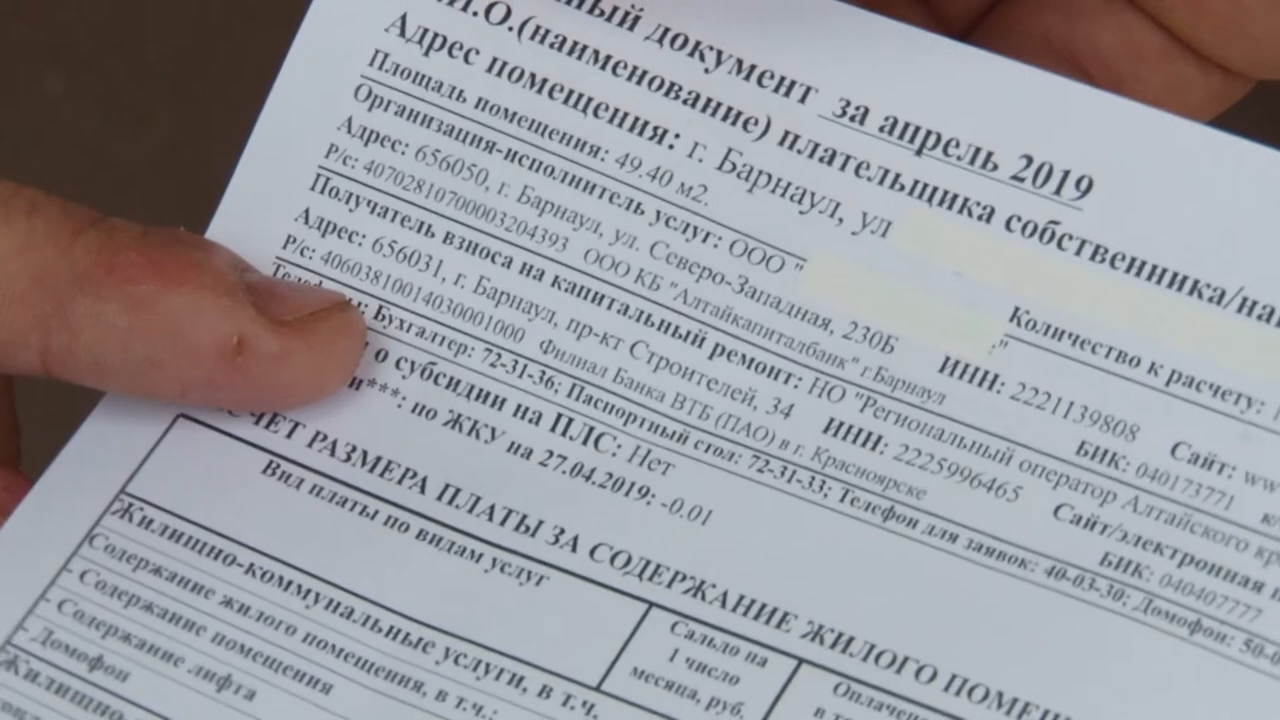 ный документ за апрель 2019
И.О.(наименование) плательщика собственника/на
Адрес помещения: г. Барнаул, ул
Площадь помещения: 49.40 м2. Количество к расчету:
Организация-исполнитель услуг: ООО " "
Адрес: 656050, г. Барнаул, ул. Северо-Западная, 230Б ИНН: 2221139808 Сайт: ww
Р/с: 40702810700003204393 ООО КБ "Алтайкапиталбанк" г.Барнаул БИК: 040173771 к
Получатель взноса на капитальный ремонт: НО "Региональный оператор Алтайского кр
Адрес: 656031, г. Барнаул, пр-кт Строителей, 34 ИНН: 2225996465 Сайт/электронная п
Р/с: 40603810014030001000 Филиал Банка ВТБ (ПАО) в г. Красноярске БИК: 040407777
Бухгалтер: 72-31-36; Паспортный стол: 72-31-33; Телефон для заявок: 40-03-30; Домофон: 50-0
о субсидии на ПЛС: Нет
и***: по ЖКУ на 27.04.2019: -0.01
ЧЕТ РАЗМЕРА ПЛАТЫ ЗА СОДЕРЖАНИЕ ЖИЛОГО ПОМЕЩ
Вид платы по видам услуг
Сальдо на
1 число
месяца, руб.
Оплачено
в т
Жилищно-коммунальные услуги, в т.ч.
Содержание жилого помещения, в т.ч.:
- Содержание помещения
- Содержание лифта
- Домофон
Жилищно-